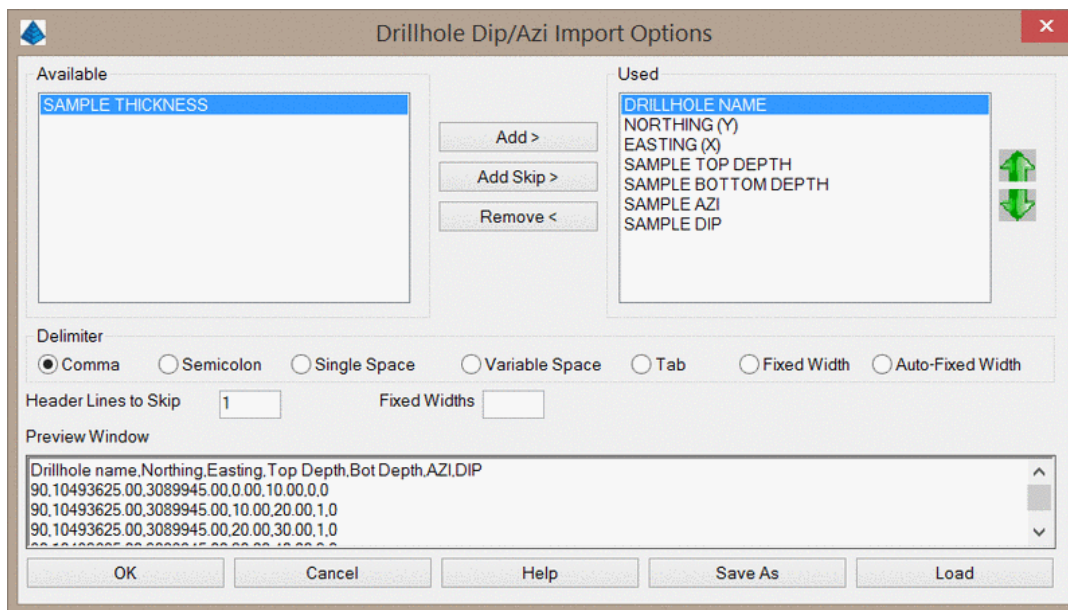 Drillhole Dip/Azi Import Options
Available
SAMPLE THICKNESS
Add >
Add Skip >
Remove <
Used
DRILLHOLE NAME
NORTHING (Y)
EASTING (X)
SAMPLE TOP DEPTH
SAMPLE BOTTOM DEPTH
SAMPLE AZI
SAMPLE DIP
Delimiter
Comma Semicolon Single Space Variable Space Tab Fixed Width Auto-Fixed Width
Header Lines to Skip 1 Fixed Widths
Preview Window
Drillhole name,Northing,Easting,Top Depth,Bot Depth,AZI,DIP
90,10493625.00,3089945.00,0.00,10.00,0,0
90,10493625.00,3089945.00,10.00,20.00,1,0
90,10493625.00,3089945.00,20.00,30.00,1,0
OK Cancel Help Save As Load